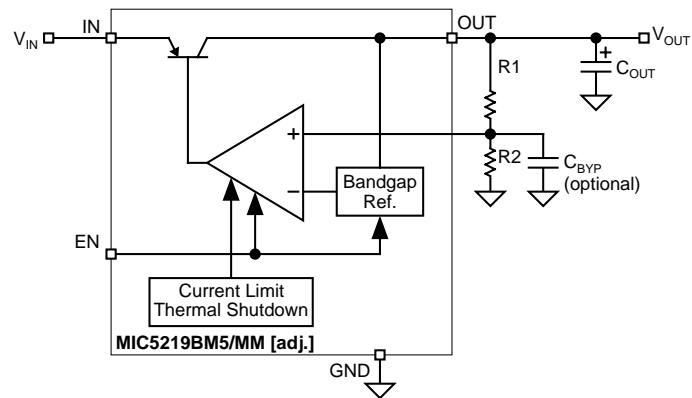 IN
OUT
VIN
VOUT
R1
COUT
+
+
R2
CBYP
(optional)
–
Bandgap
Ref.
EN
Current Limit
Thermal Shutdown
MIC5219BM5/MM [adj.]
GND